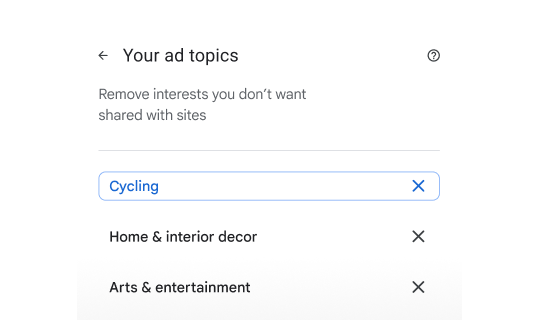 Your ad topics
Remove interests you don’t want
shared with sites
Cycling
Home & interior decor
Arts & entertainment